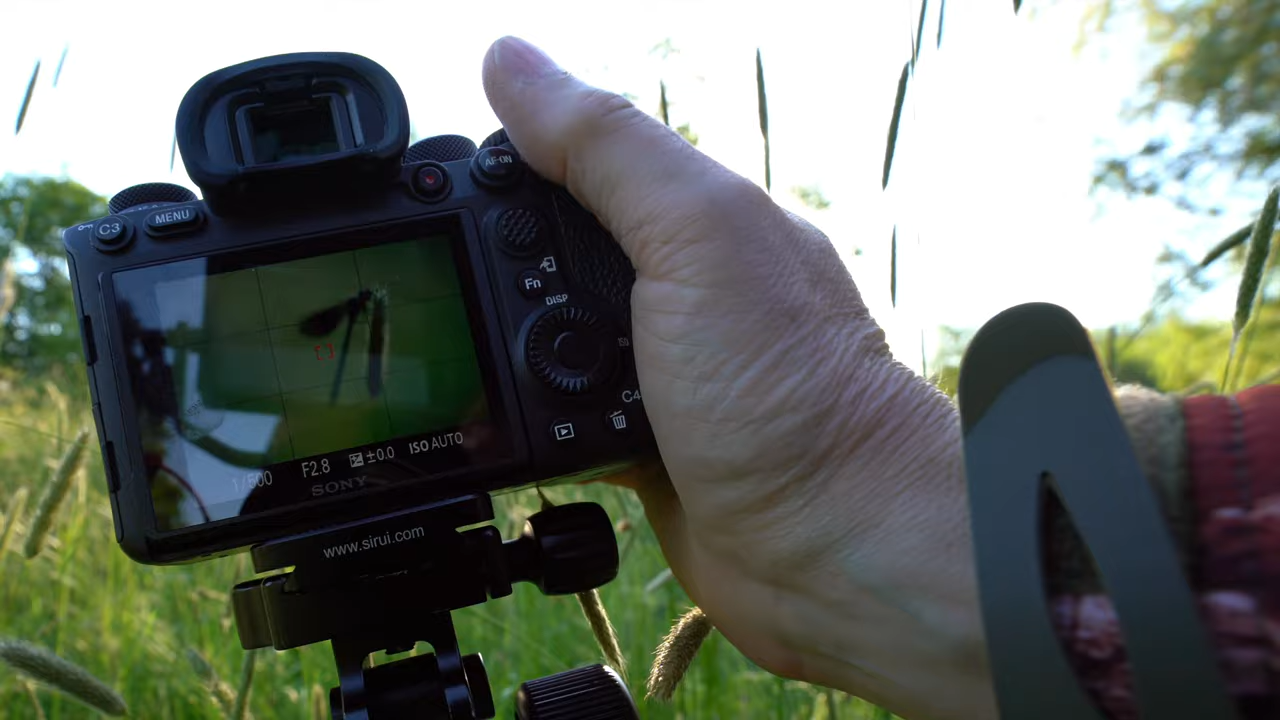 AF-ON
C3 MENU
Fn
DISP
ISO
C4
1/500 F2.8 ±0.0 ISO AUTO
SONY
www.sirui.com